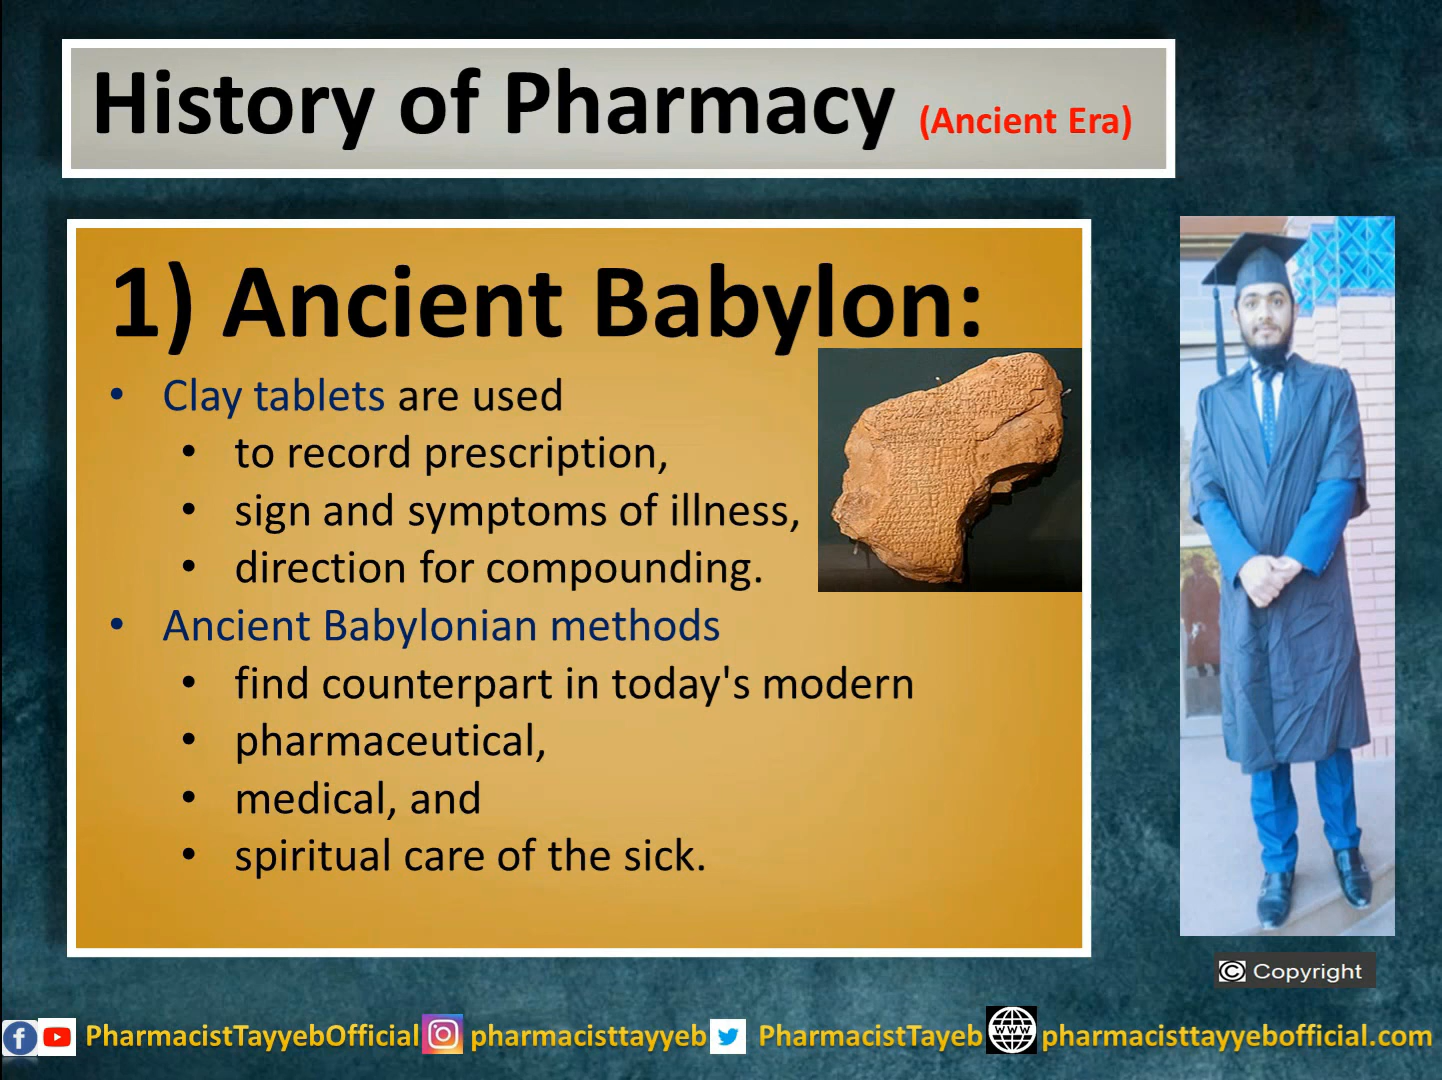 History of Pharmacy (Ancient Era)
1) Ancient Babylon:
• Clay tablets are used
• to record prescription,
• sign and symptoms of illness,
• direction for compounding.
• Ancient Babylonian methods
• find counterpart in today's modern
• pharmaceutical,
• medical, and
• spiritual care of the sick.
© Copyright
PharmacistTayyebOfficial pharmacisttayyeb PharmacistTayeb www pharmacisttayyebofficial.com